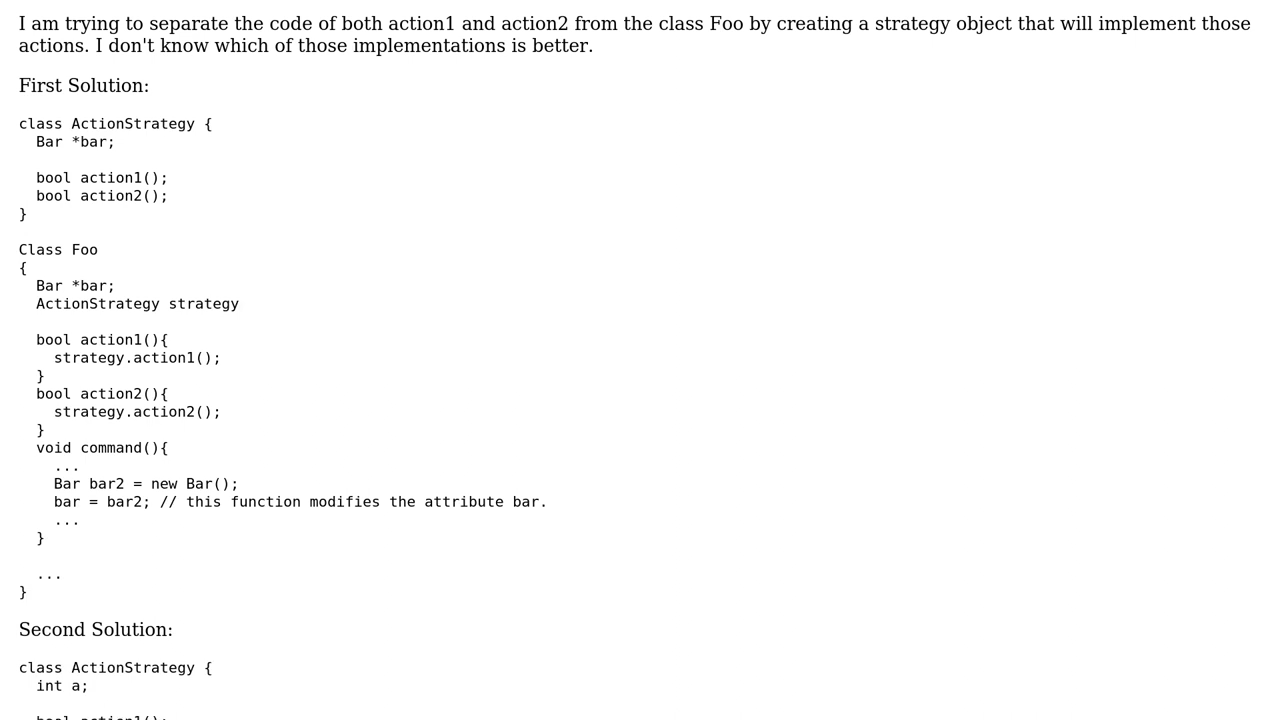 I am trying to separate the code of both action1 and action2 from the class Foo by creating a strategy object that will implement those
actions. I don't know which of those implementations is better.
First Solution:
class ActionStrategy {
  Bar *bar;

  bool action1();
  bool action2();
}

Class Foo
{
  Bar *bar;
  ActionStrategy strategy

  bool action1(){
    strategy.action1();
  }
  bool action2(){
    strategy.action2();
  }
  void command(){
    ...
    Bar bar2 = new Bar();
    bar = bar2; // this function modifies the attribute bar.
    ...
  }

  ...
}
Second Solution:
class ActionStrategy {
  int a;

  bool action1();